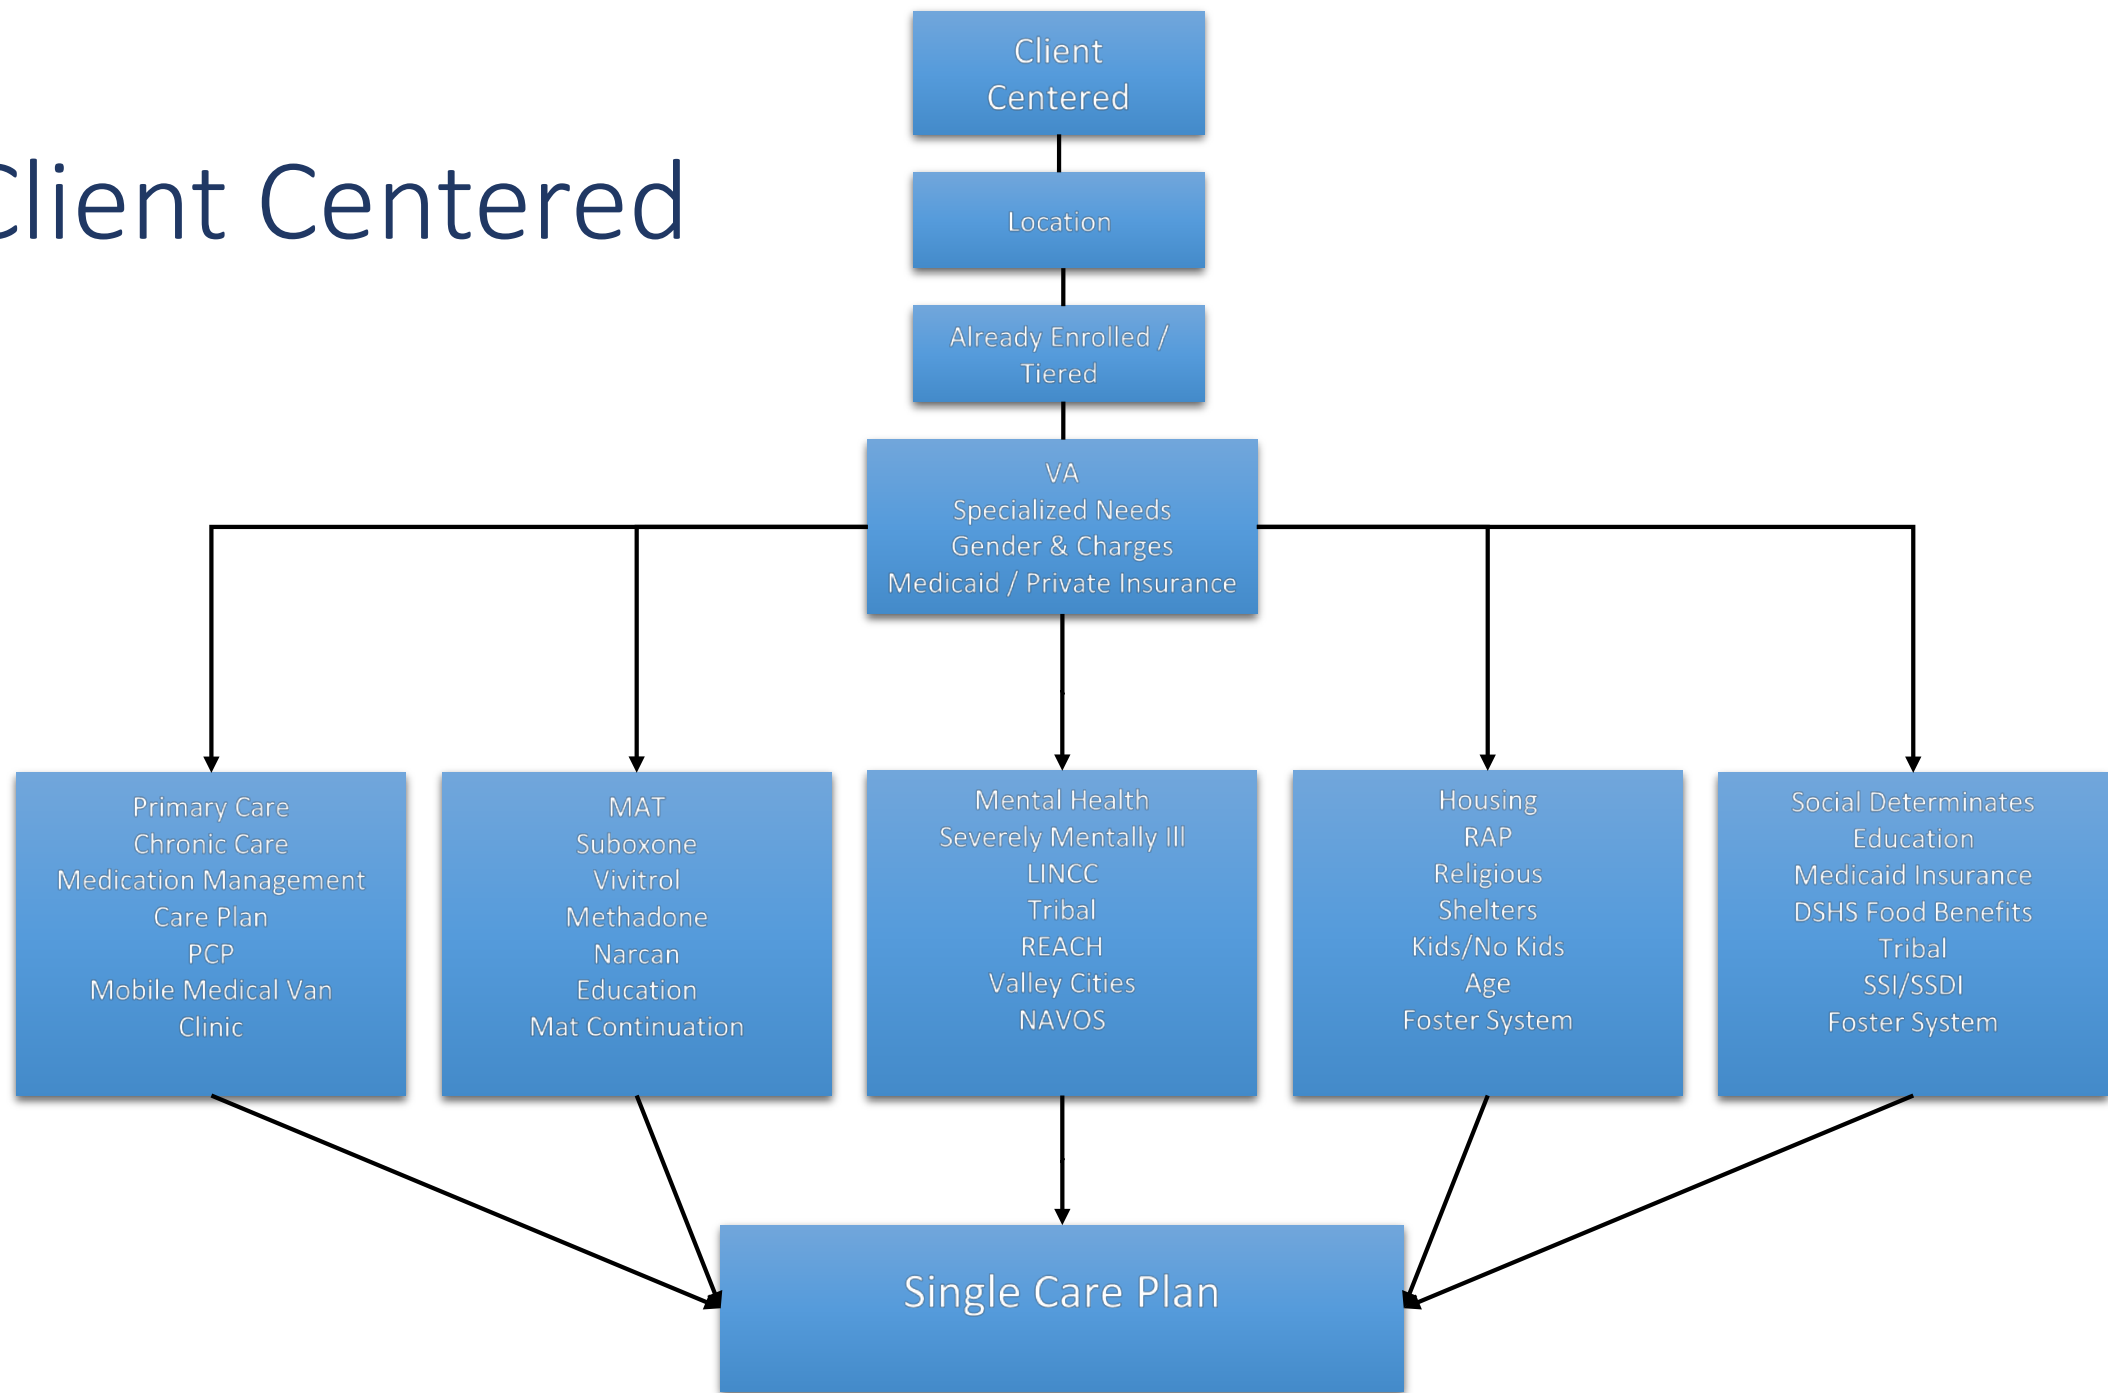 Client
Centered
Client Centered
Location
Already Enrolled /
Tiered
VA
Specialized Needs
Gender & Charges
Medicaid / Private Insurance
Primary Care
Chronic Care
Medication Management
Care Plan
PCP
Mobile Medical Van
Clinic
MAT
Suboxone
Vivitrol
Methadone
Narcan
Education
Mat Continuation
Mental Health
Severely Mentally Ill
LINCC
Tribal
REACH
Valley Cities
NAVOS
Housing
RAP
Religious
Shelters
Kids/No Kids
Age
Foster System
Social Determinates
Education
Medicaid Insurance
DSHS Food Benefits
Tribal
SSI/SSDI
Foster System
Single Care Plan